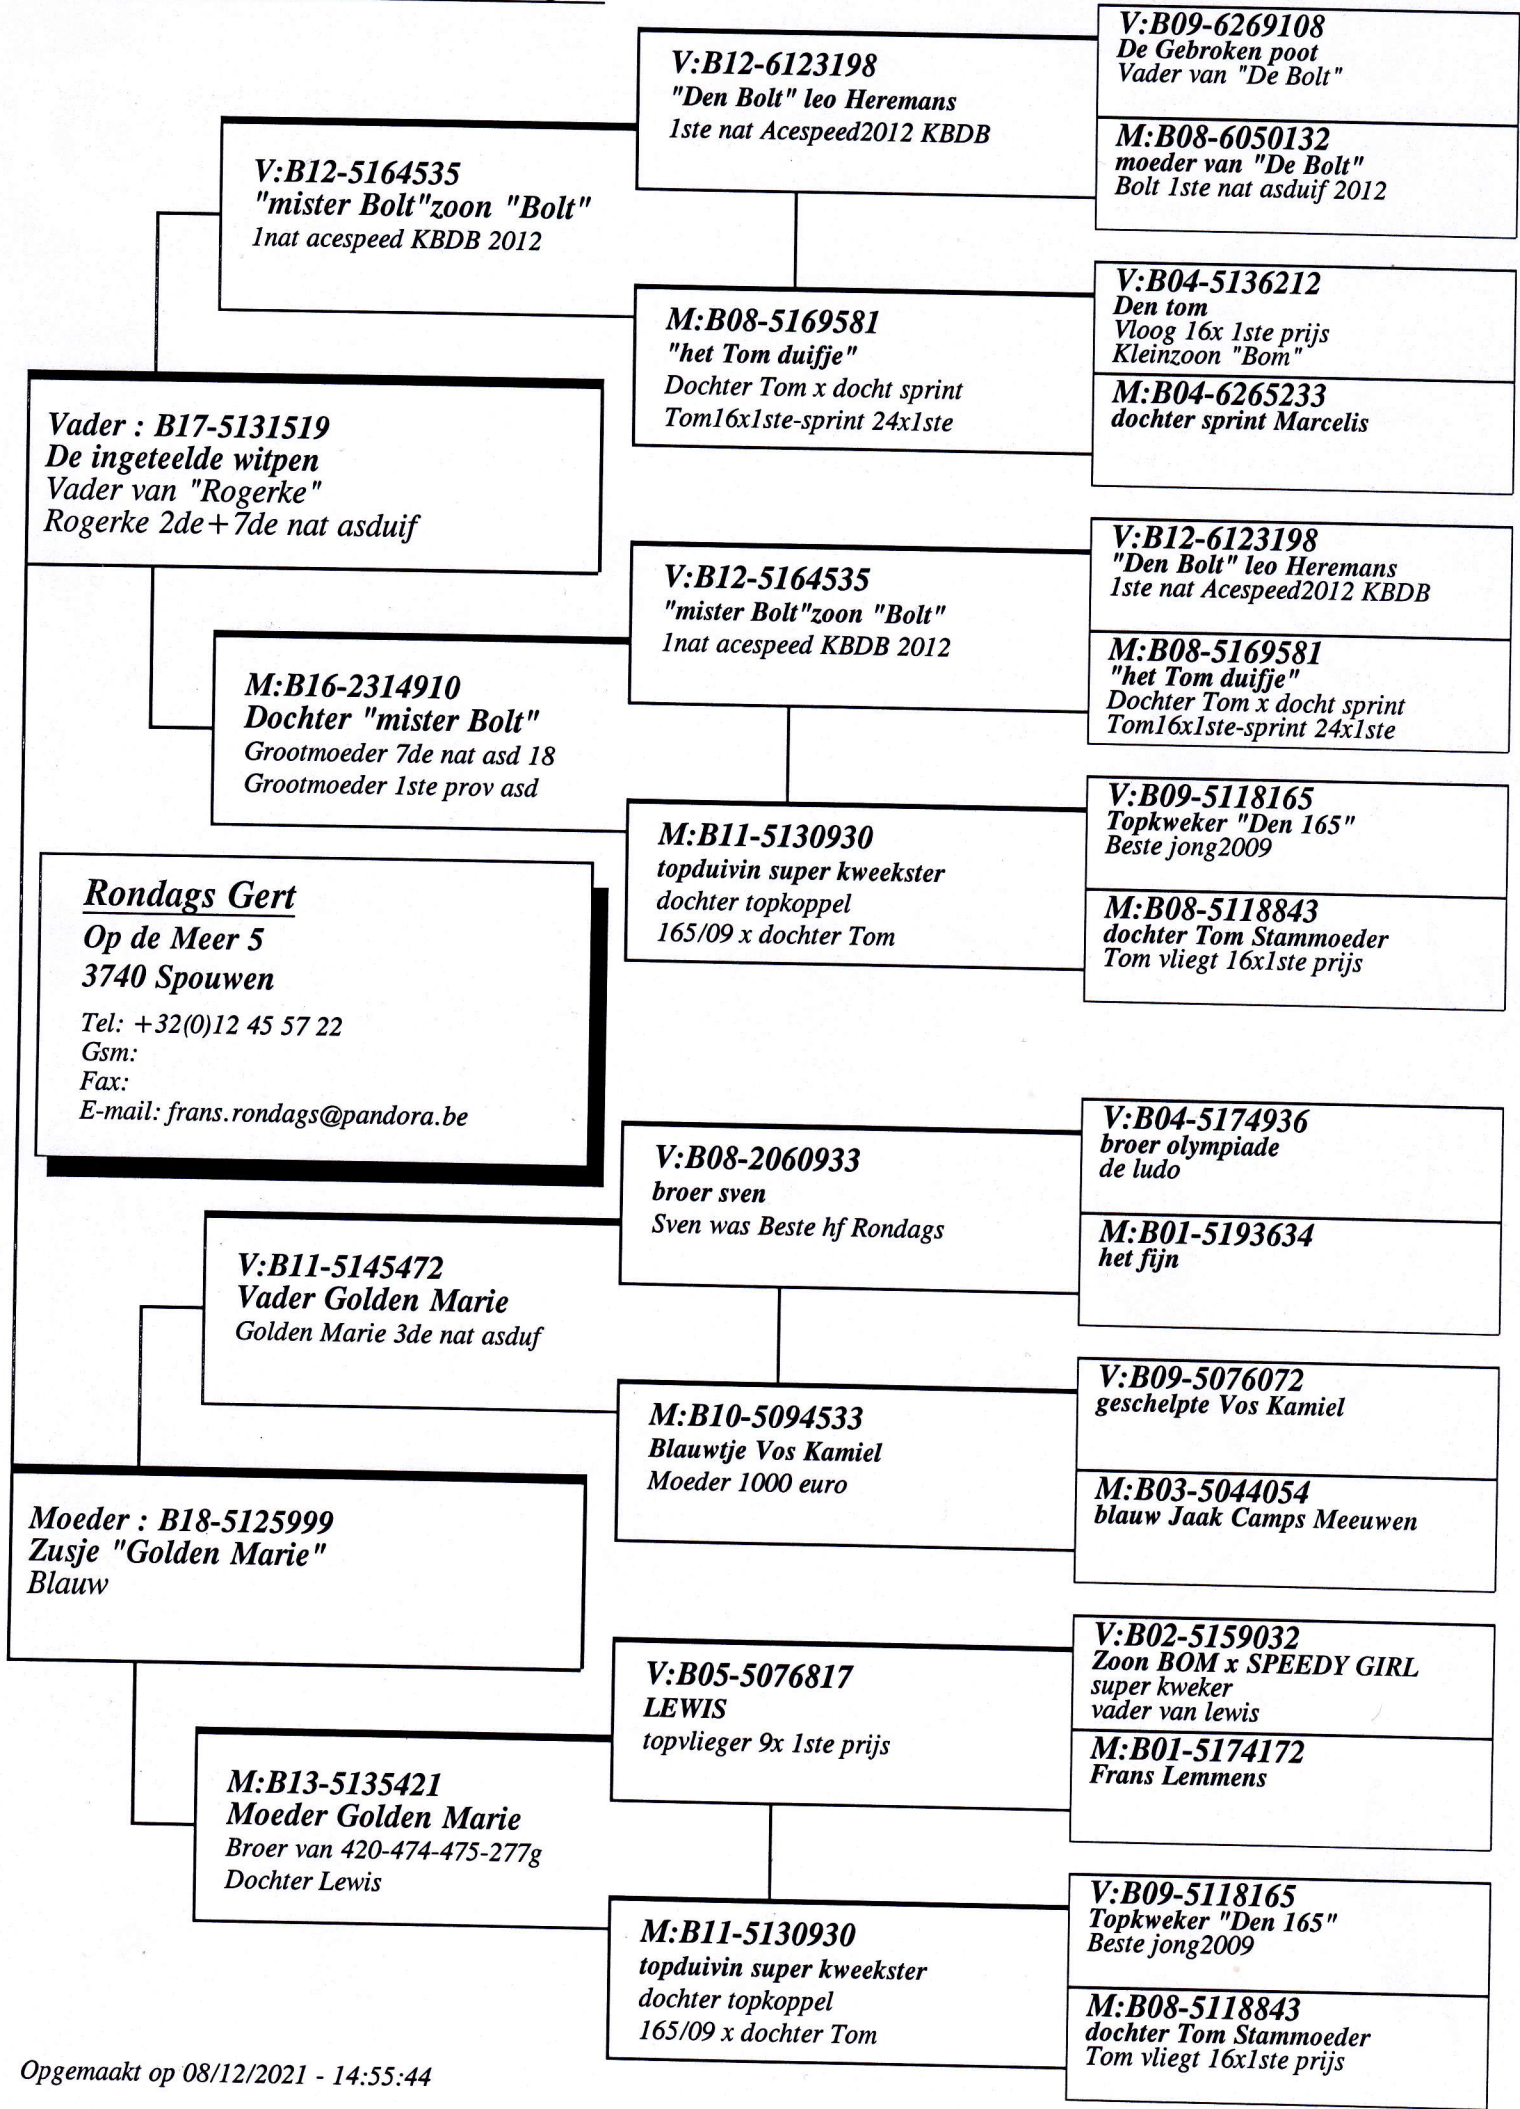 V:B09-6269108
De Gebroken poot
Vader van "De Bolt"
V:B12-6123198
"Den Bolt" leo Heremans
1ste nat Acespeed2012 KBDB
M:B08-6050132
moeder van "De Bolt"
Bolt 1ste nat asduif 2012
V:B12-5164535
"mister Bolt"zoon "Bolt"
1nat acespeed KBDB 2012
V:B04-5136212
Den tom
Vloog 16x 1ste prijs
Kleinzoon "Bom"
M:B08-5169581
"het Tom duifje"
Dochter Tom x docht sprint
Tom16x1ste-sprint 24x1ste
M:B04-6265233
dochter sprint Marcelis
Vader : B17-5131519
De ingeteelde witpen
Vader van "Rogerke"
Rogerke 2de+7de nat asduif
V:B12-6123198
"Den Bolt" leo Heremans
1ste nat Acespeed2012 KBDB
V:B12-5164535
"mister Bolt"zoon "Bolt"
1nat acespeed KBDB 2012
M:B08-5169581
"het Tom duifje"
Dochter Tom x docht sprint
Tom16x1ste-sprint 24x1ste
M:B16-2314910
Dochter "mister Bolt"
Grootmoeder 7de nat asd 18
Grootmoeder 1ste prov asd
V:B09-5118165
Topkweker "Den 165"
Beste jong2009
M:B11-5130930
topduivin super kweekster
dochter topkoppel
165/09 x dochter Tom
M:B08-5118843
dochter Tom Stammoeder
Tom vliegt 16x1ste prijs
Rondags Gert
Op de Meer 5
3740 Spouwen
Tel: +32(0)12 45 57 22
Gsm:
Fax:
E-mail: frans.rondags@pandora.be
V:B04-5174936
broer olympiade
de ludo
V:B08-2060933
broer sven
Sven was Beste hf Rondags
M:B01-5193634
het fijn
V:B11-5145472
Vader Golden Marie
Golden Marie 3de nat asduf
V:B09-5076072
geschelpte Vos Kamiel
M:B10-5094533
Blauwtje Vos Kamiel
Moeder 1000 euro
M:B03-5044054
blauw Jaak Camps Meeuwen
Moeder : B18-5125999
Zusje "Golden Marie"
Blauw
V:B02-5159032
Zoon BOM x SPEEDY GIRL
super kweker
vader van lewis
V:B05-5076817
LEWIS
topvlieger 9x 1ste prijs
M:B01-5174172
Frans Lemmens
M:B13-5135421
Moeder Golden Marie
Broer van 420-474-475-277g
Dochter Lewis
V:B09-5118165
Topkweker "Den 165"
Beste jong2009
M:B11-5130930
topduivin super kweekster
dochter topkoppel
165/09 x dochter Tom
M:B08-5118843
dochter Tom Stammoeder
Tom vliegt 16x1ste prijs
Opgemaakt op 08/12/2021 - 14:55:44